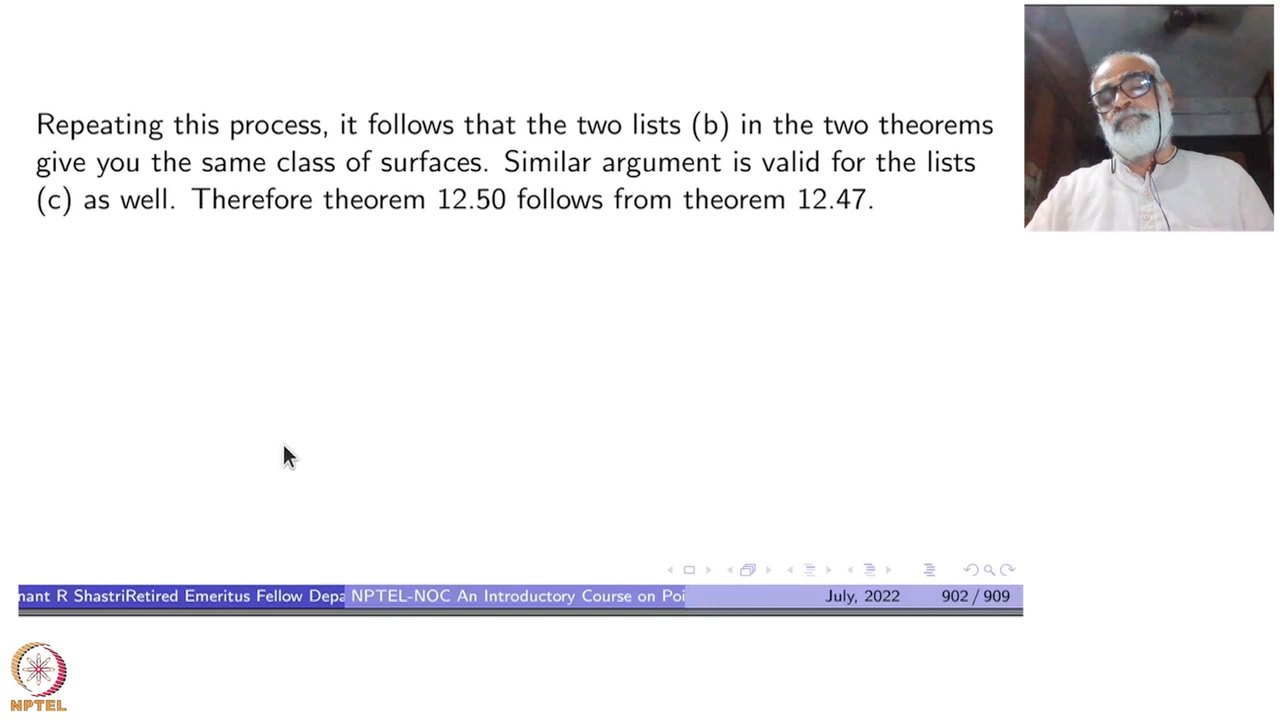 Repeating this process, it follows that the two lists (b) in the two theorems
give you the same class of surfaces. Similar argument is valid for the lists
(c) as well. Therefore theorem 12.50 follows from theorem 12.47.
nant R ShastriRetired Emeritus Fellow Depa NPTEL-NOC An Introductory Course on Poi July, 2022 902 / 909
NPTEL